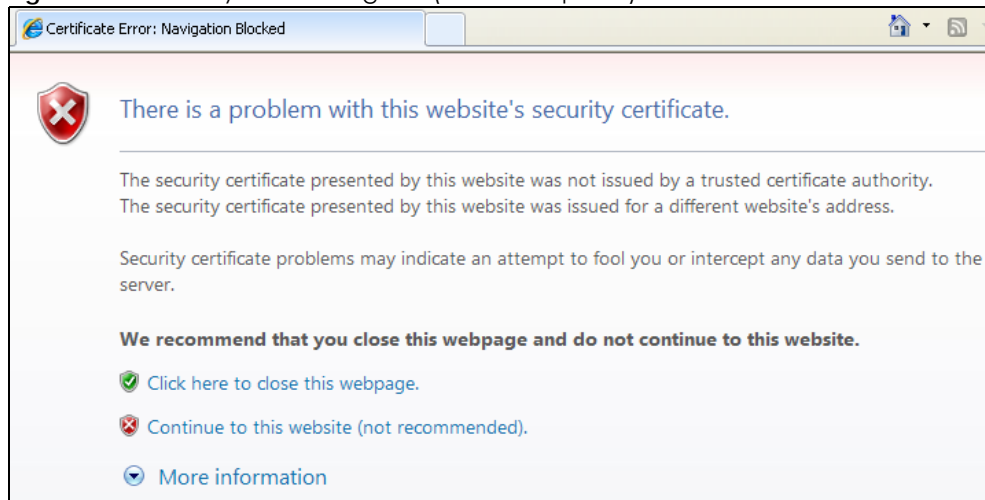 Certificate Error: Navigation Blocked
There is a problem with this website's security certificate.
The security certificate presented by this website was not issued by a trusted certificate authority.
The security certificate presented by this website was issued for a different website's address.
Security certificate problems may indicate an attempt to fool you or intercept any data you send to the
server.
We recommend that you close this webpage and do not continue to this website.
Click here to close this webpage.
Continue to this website (not recommended).
More information